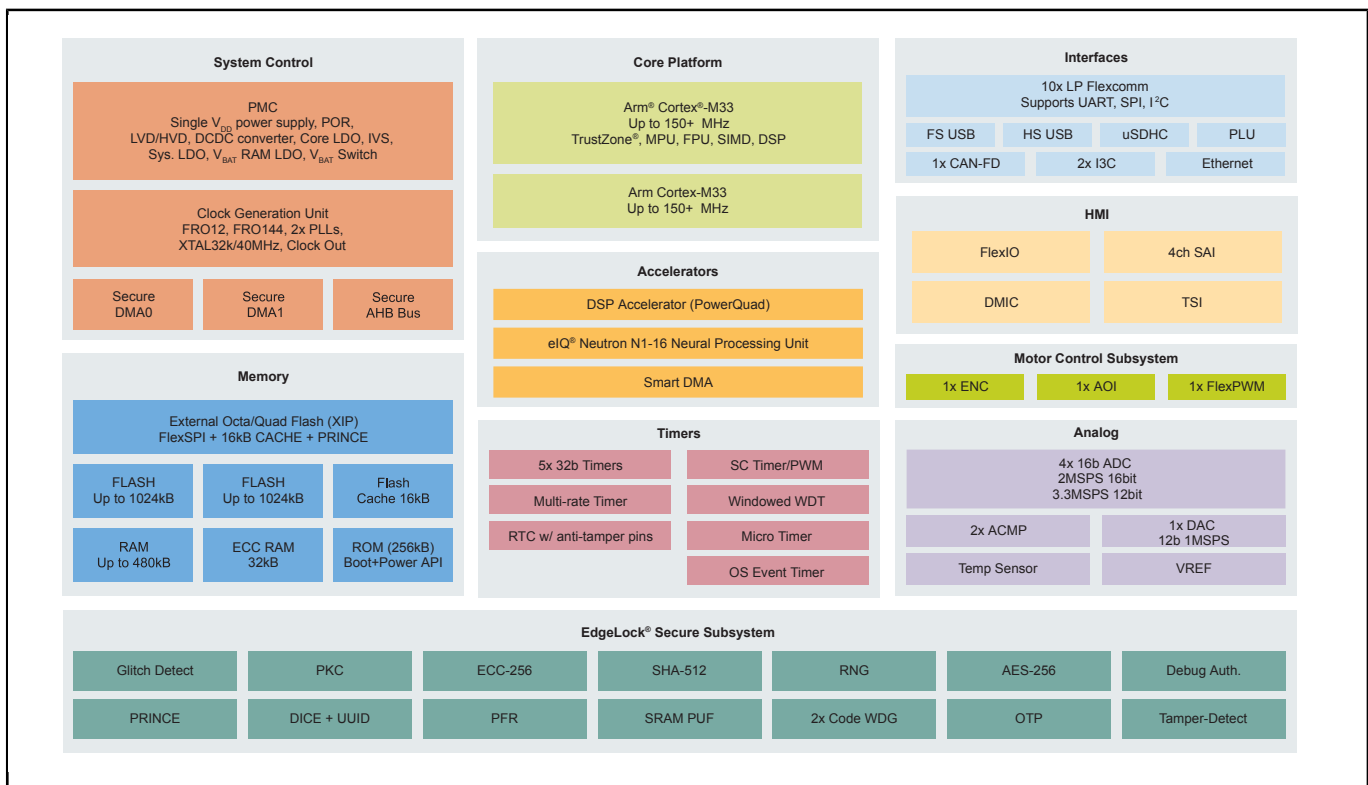 System Control
PMC
Single VDD power supply, POR,
LVD/HVD, DCDC converter, Core LDO, IVS,
Sys. LDO, VBAT RAM LDO, VBAT Switch
Clock Generation Unit
FRO12, FRO144, 2x PLLs,
XTAL32k/40MHz, Clock Out
Secure
DMA0
Secure
DMA1
Secure
AHB Bus
Memory
External Octa/Quad Flash (XIP)
FlexSPI + 16kB CACHE + PRINCE
FLASH
Up to 1024kB
FLASH
Up to 1024kB
Flash
Cache 16kB
RAM
Up to 480kB
ECC RAM
32kB
ROM (256kB)
Boot+Power API
Core Platform
Arm® Cortex®-M33
Up to 150+ MHz
TrustZone®, MPU, FPU, SIMD, DSP
Arm Cortex-M33
Up to 150+ MHz
Accelerators
DSP Accelerator (PowerQuad)
eIQ® Neutron N1-16 Neural Processing Unit
Smart DMA
Timers
5x 32b Timers
SC Timer/PWM
Multi-rate Timer
Windowed WDT
RTC w/ anti-tamper pins
Micro Timer
OS Event Timer
Interfaces
10x LP Flexcomm
Supports UART, SPI, I²C
FS USB
HS USB
uSDHC
PLU
1x CAN-FD
2x I3C
Ethernet
HMI
FlexIO
4ch SAI
DMIC
TSI
Motor Control Subsystem
1x ENC
1x AOI
1x FlexPWM
Analog
4x 16b ADC
2MSPS 16bit
3.3MSPS 12bit
2x ACMP
1x DAC
12b 1MSPS
Temp Sensor
VREF
EdgeLock® Secure Subsystem
Glitch Detect
PKC
ECC-256
SHA-512
RNG
AES-256
Debug Auth.
PRINCE
DICE + UUID
PFR
SRAM PUF
2x Code WDG
OTP
Tamper-Detect